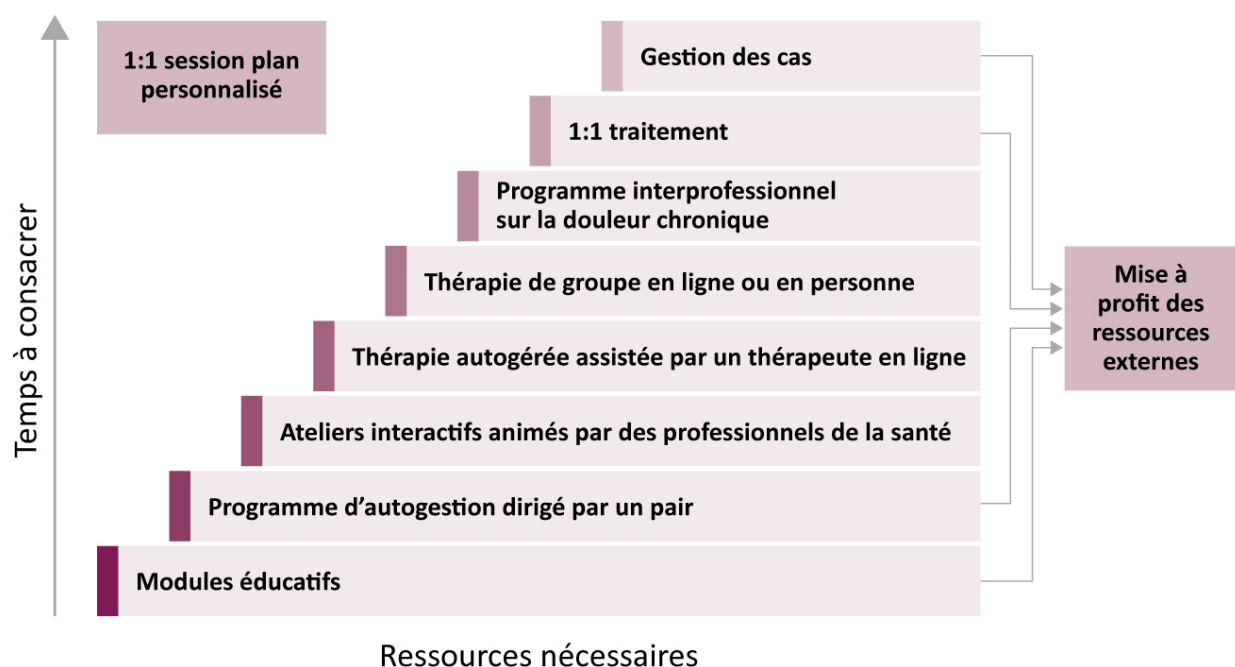 1:1 session plan
personnalisé
Gestion des cas
1:1 traitement
Programme interprofessionnel
sur la douleur chronique
Thérapie de groupe en ligne ou en personne
Thérapie autogérée assistée par un thérapeute en ligne
Ateliers interactifs animés par des professionnels de la santé
Programme d’autogestion dirigé par un pair
Modules éducatifs
Temps à consacrer
Ressources nécessaires
Mise à
profit des
ressources
externes